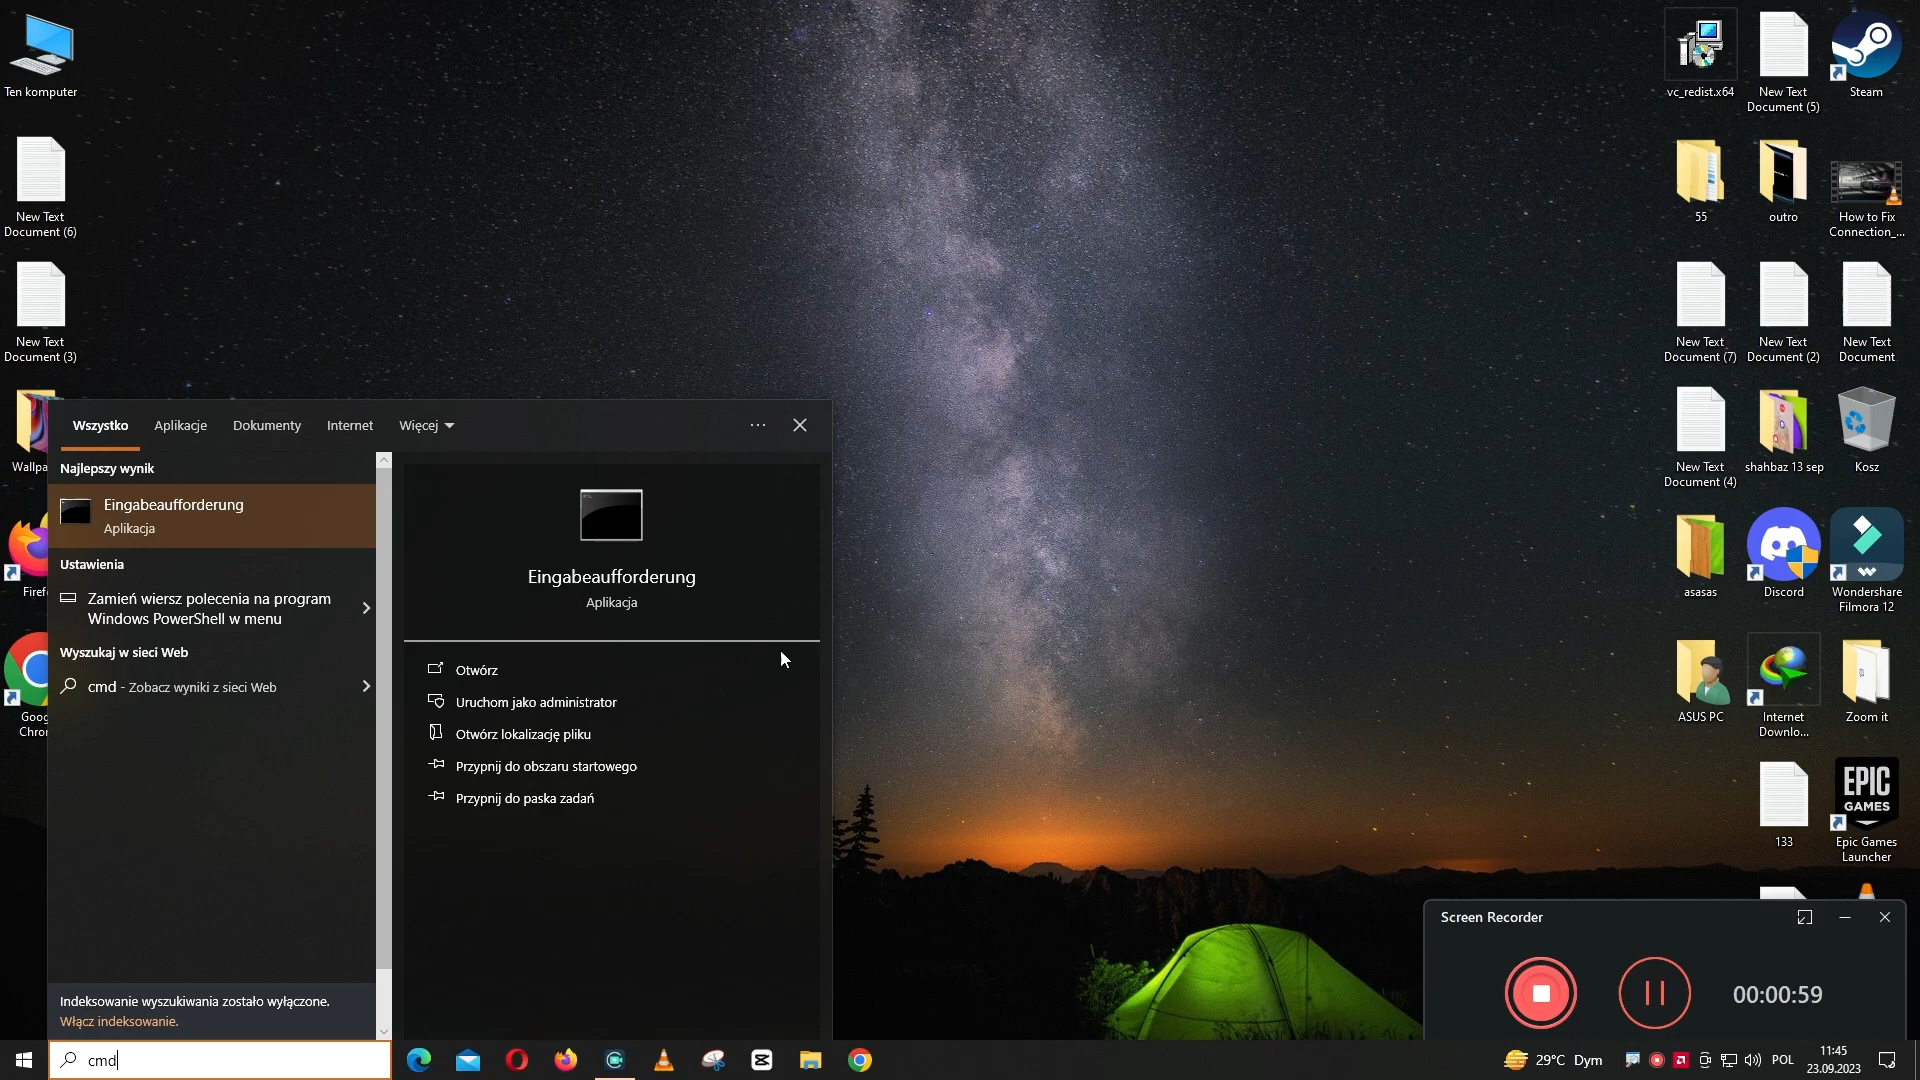 Ten komputer
New Text
Document (6)
New Text
Document (3)
vc_redist.x64
New Text
Document (5)
Steam
55
outro
How to Fix
Connection_...
New Text
Document (7)
New Text
Document (2)
New Text
Document
New Text
Document (4)
shahbaz 13 sep
Kosz
asasas
Discord
Wondershare
Filmora 12
ASUS PC
Internet
Downlo...
Zoom it
133
EPIC
GAMES
Epic Games
Launcher
Wszystko
Aplikacje
Dokumenty
Internet
Więcej
Najlepszy wynik
Eingabeaufforderung
Aplikacja
Ustawienia
Zamień wiersz polecenia na program
Windows PowerShell w menu
Wyszukaj w sieci Web
cmd - Zobacz wyniki z sieci Web
Indeksowanie wyszukiwania zostało wyłączone.
Włącz indeksowanie.
Eingabeaufforderung
Aplikacja
Otwórz
Uruchom jako administrator
Otwórz lokalizację pliku
Przypnij do obszaru startowego
Przypnij do paska zadań
Screen Recorder
00:00:59
cmd
29°C Dym
POL
11:45
23.09.2023